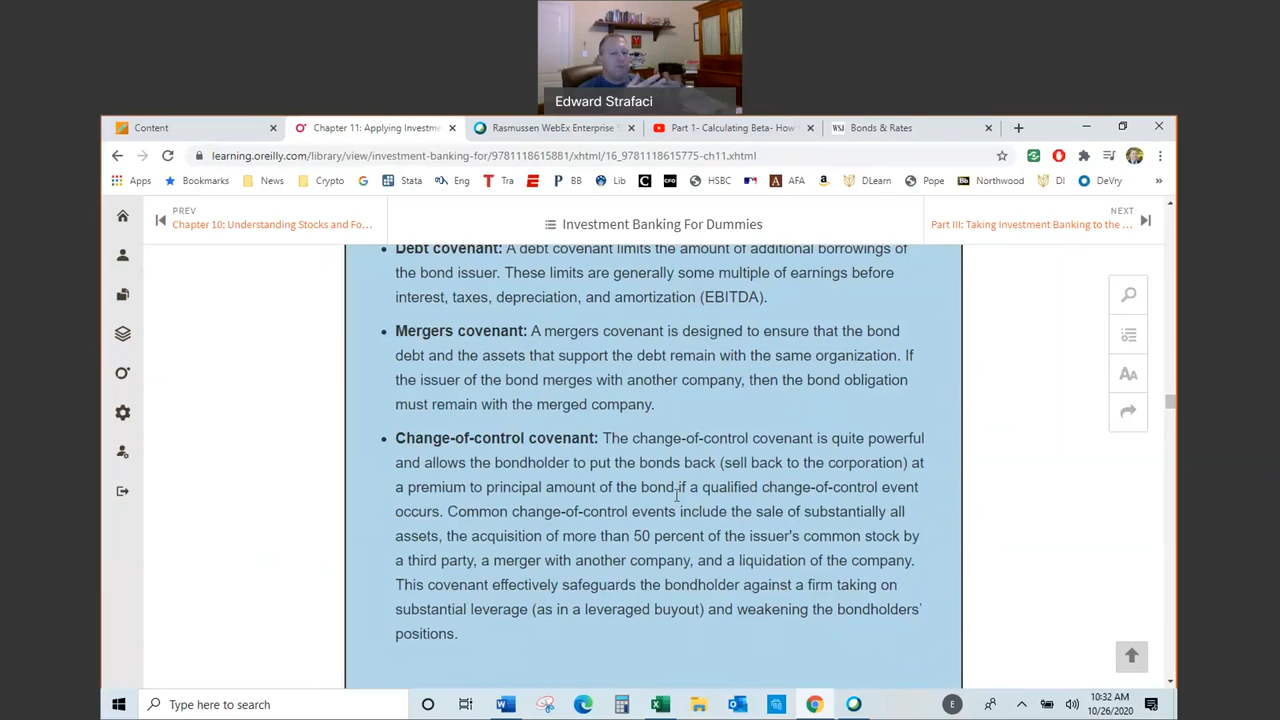 Edward Strafaci
Content
Chapter 11: Applying Investme
Rasmussen WebEx Enterprise S
Part 1- Calculating Beta- How
Bonds & Rates
learning.oreilly.com/library/view/investment-banking-for/9781118615881/xhtml/16_9781118615775-ch11.xhtml
Apps
Bookmarks
News
Crypto
Stata
Eng
Tra
BB
Lib
HSBC
AFA
DLearn
Pope
Northwood
DI
DeVry
»
PREV
Chapter 10: Understanding Stocks and Fo...
Investment Banking For Dummies
NEXT
Part III: Taking Investment Banking to the ...
• Debt covenant: A debt covenant limits the amount of additional borrowings of
the bond issuer. These limits are generally some multiple of earnings before
interest, taxes, depreciation, and amortization (EBITDA).
• Mergers covenant: A mergers covenant is designed to ensure that the bond
debt and the assets that support the debt remain with the same organization. If
the issuer of the bond merges with another company, then the bond obligation
must remain with the merged company.
• Change-of-control covenant: The change-of-control covenant is quite powerful
and allows the bondholder to put the bonds back (sell back to the corporation) at
a premium to principal amount of the bond if a qualified change-of-control event
occurs. Common change-of-control events include the sale of substantially all
assets, the acquisition of more than 50 percent of the issuer's common stock by
a third party, a merger with another company, and a liquidation of the company.
This covenant effectively safeguards the bondholder against a firm taking on
substantial leverage (as in a leveraged buyout) and weakening the bondholders'
positions.
AA
Type here to search
E
10:32 AM
10/26/2020